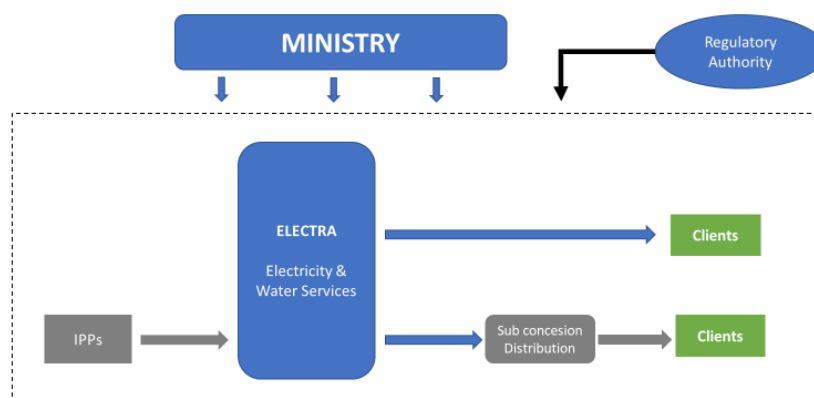 MINISTRY
Regulatory
Authority
ELECTRA
Electricity &
Water Services
Clients
IPPs
Sub concesion
Distribution
Clients